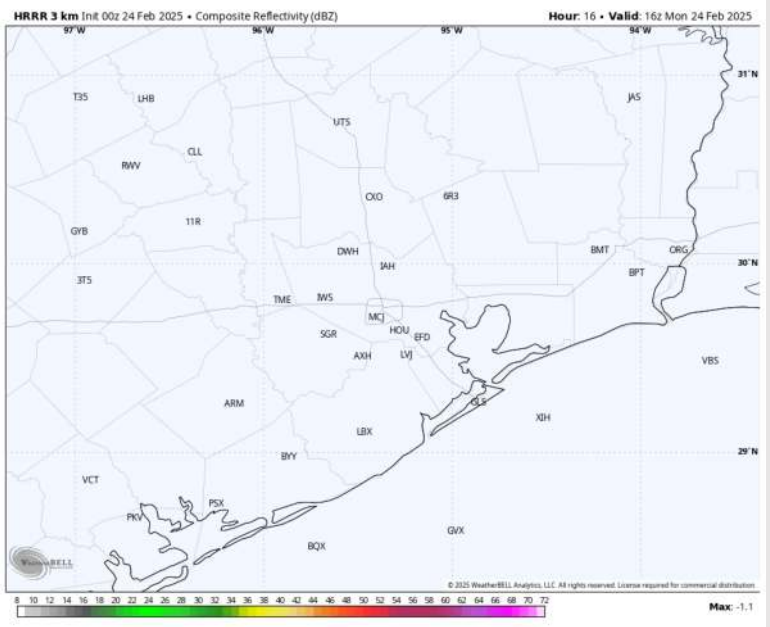 HRRR 3 km Init 00z 24 Feb 2025 • Composite Reflectivity (dBZ) Hour: 16 • Valid: 16z Mon 24 Feb 2025
97°W 96°W 95°W 94°W
31°N
T35 LHB JAS
UTS
CLL
RWV
CXO 6R3
11R
GYB
DWH BMT ORG
IAH 30°N
3T5 BPT
TME IWS
MCJ
SGR HOU EFD
AXH LVJ VBS
GLS
ARM
XIH
LBX
BYY 29°N
VCT
PSX
PKV
GVX
BQX
WeatherBELL
© 2025 WeatherBELL Analytics, LLC. All rights reserved. License required for commercial distribution.
8 10 12 14 16 18 20 22 24 26 28 30 32 34 36 38 40 42 44 46 48 50 52 54 56 58 60 62 64 66 68 70 72
Max: -1.1